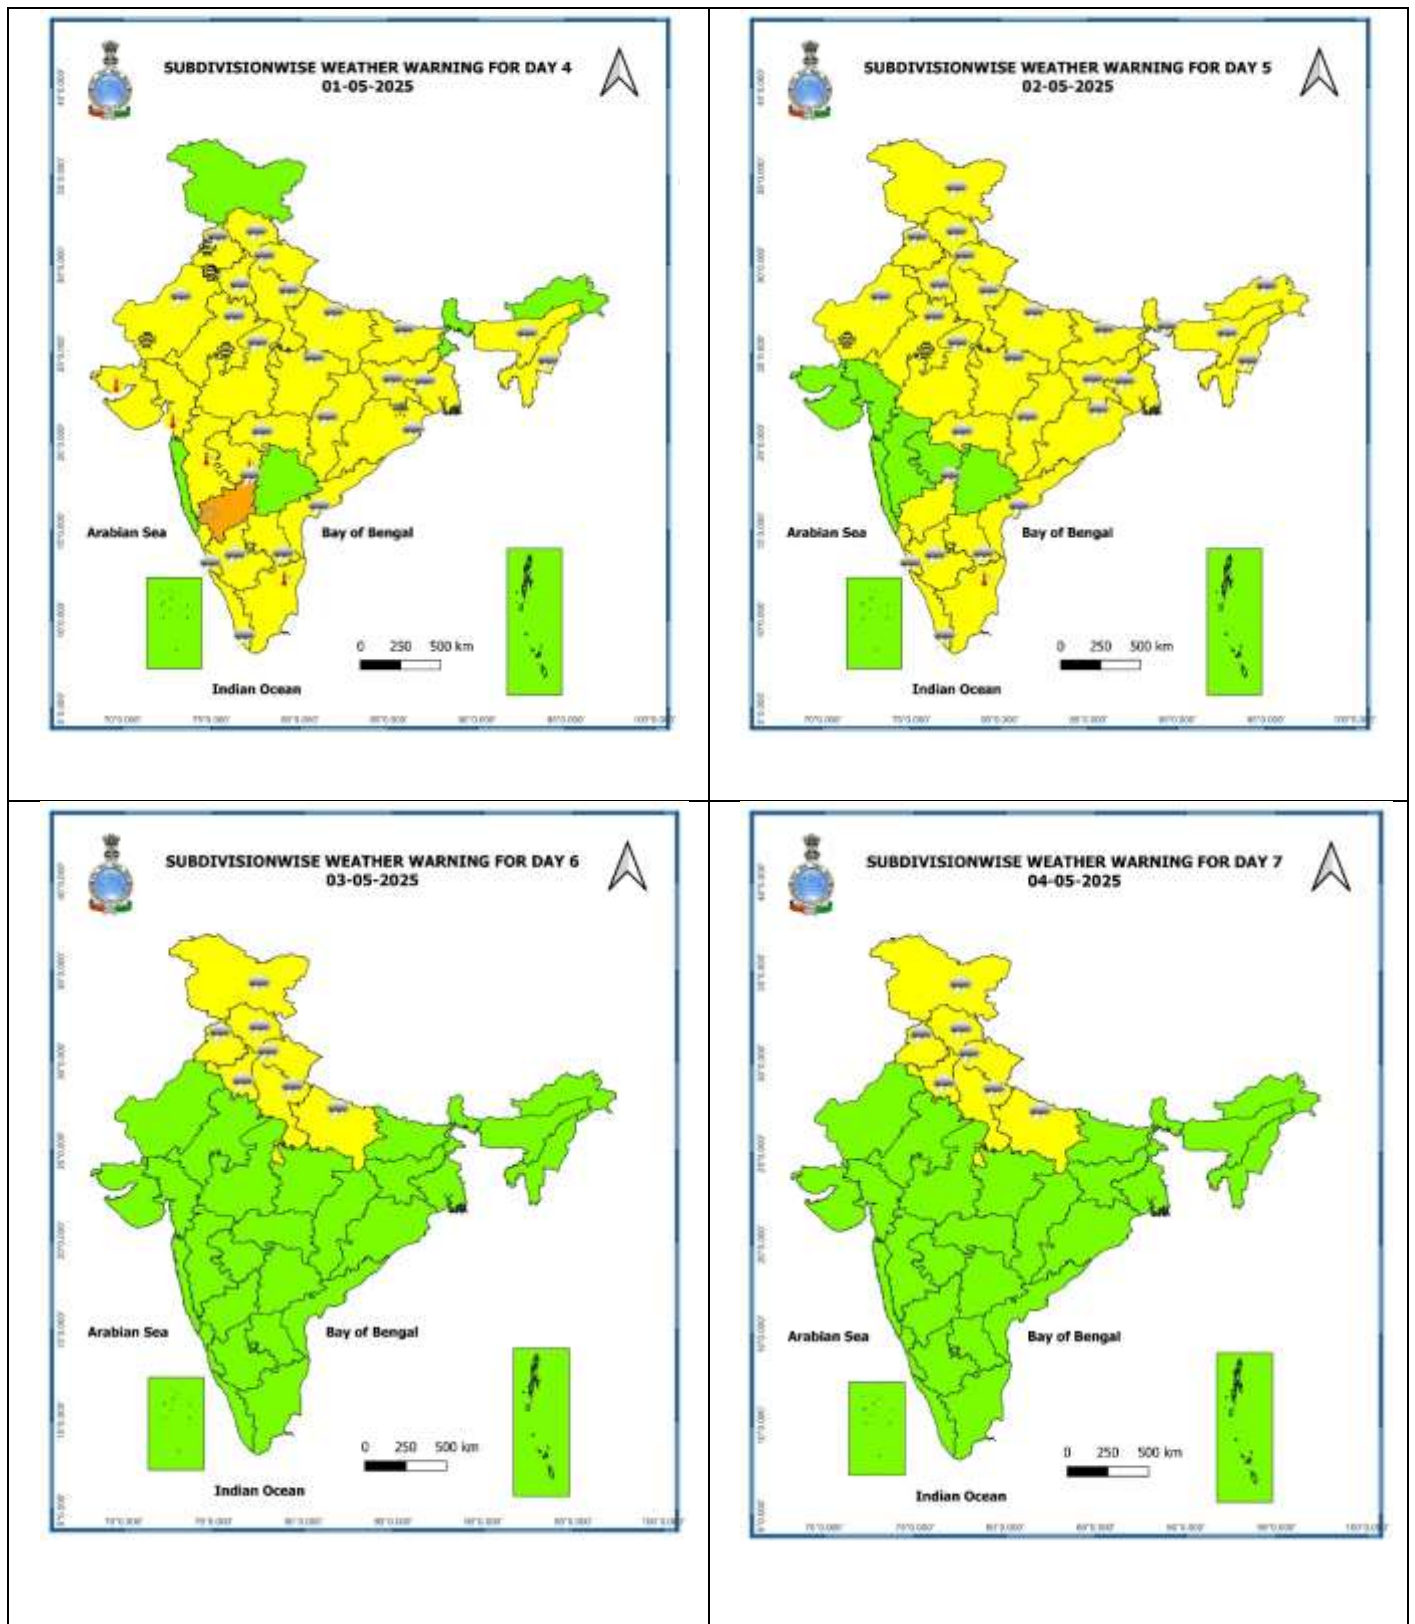 SUBDIVISIONWISE WEATHER WARNING FOR DAY 4
01-05-2025
Arabian Sea
Bay of Bengal
0 250 500 km
Indian Ocean
SUBDIVISIONWISE WEATHER WARNING FOR DAY 5
02-05-2025
Arabian Sea
Bay of Bengal
0 250 500 km
Indian Ocean
SUBDIVISIONWISE WEATHER WARNING FOR DAY 6
03-05-2025
Arabian Sea
Bay of Bengal
0 250 500 km
Indian Ocean
SUBDIVISIONWISE WEATHER WARNING FOR DAY 7
04-05-2025
Arabian Sea
Bay of Bengal
0 250 500 km
Indian Ocean